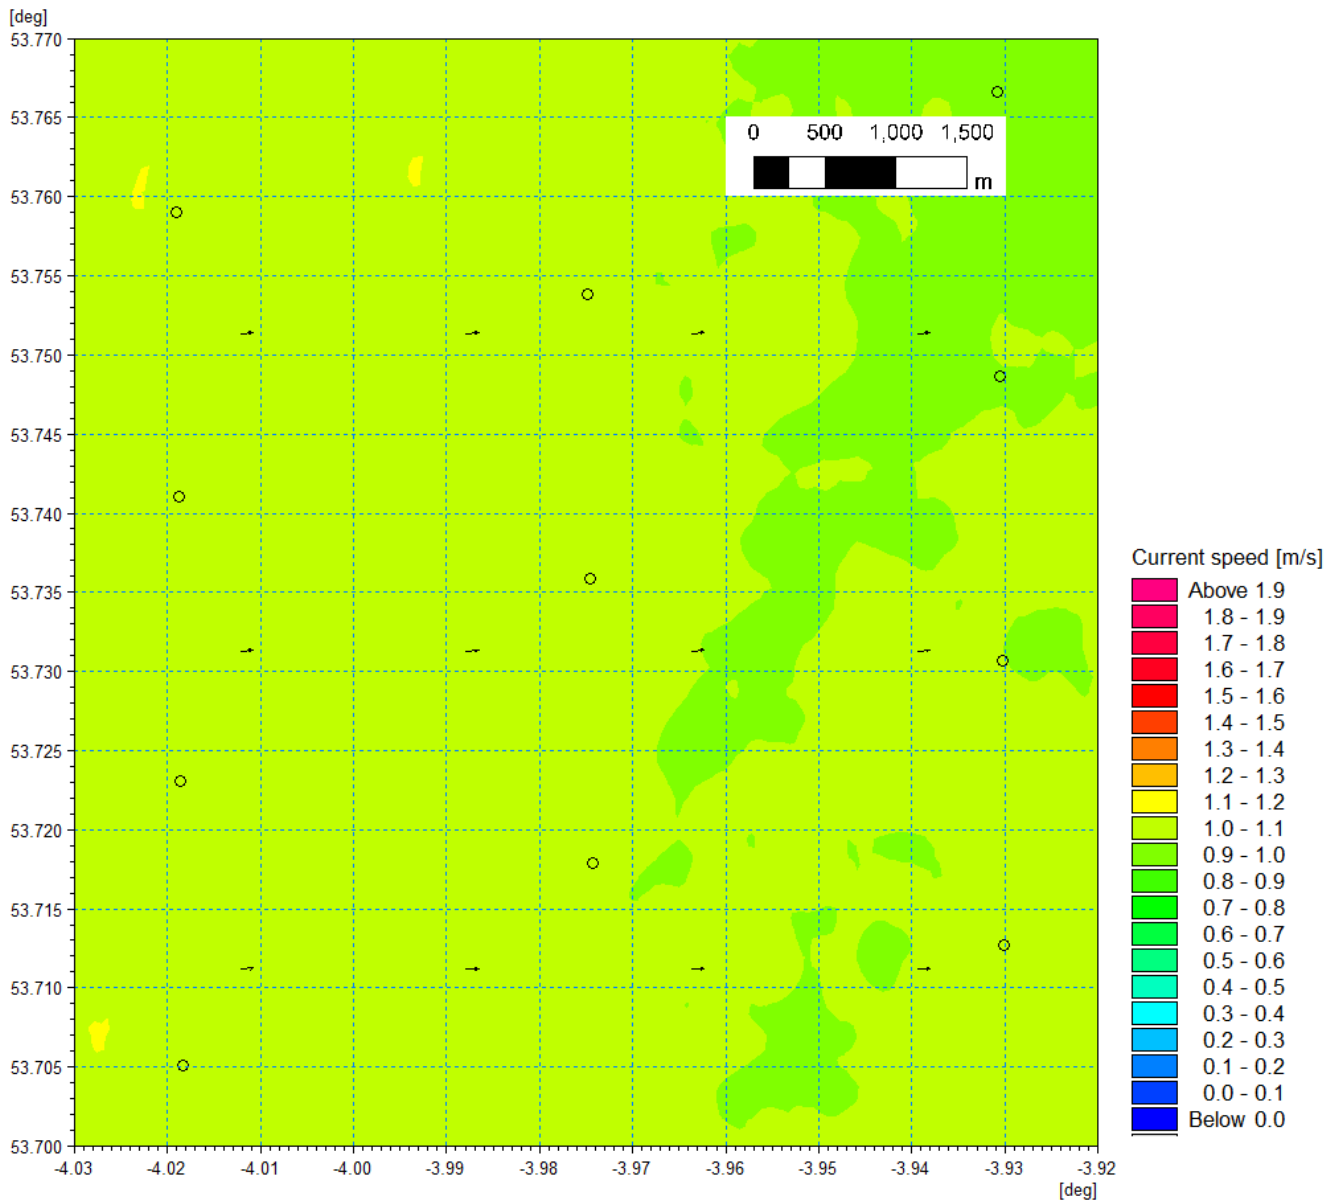 [deg]
53.770
53.765
53.760
53.755
53.750
53.745
53.740
53.735
53.730
53.725
53.720
53.715
53.710
53.705
53.700
0 500 1,000 1,500
m
-4.03 -4.02 -4.01 -4.00 -3.99 -3.98 -3.97 -3.96 -3.95 -3.94 -3.93 -3.92
[deg]
Current speed [m/s]
Above 1.9
1.8 - 1.9
1.7 - 1.8
1.6 - 1.7
1.5 - 1.6
1.4 - 1.5
1.3 - 1.4
1.2 - 1.3
1.1 - 1.2
1.0 - 1.1
0.9 - 1.0
0.8 - 0.9
0.7 - 0.8
0.6 - 0.7
0.5 - 0.6
0.4 - 0.5
0.3 - 0.4
0.2 - 0.3
0.1 - 0.2
0.0 - 0.1
Below 0.0